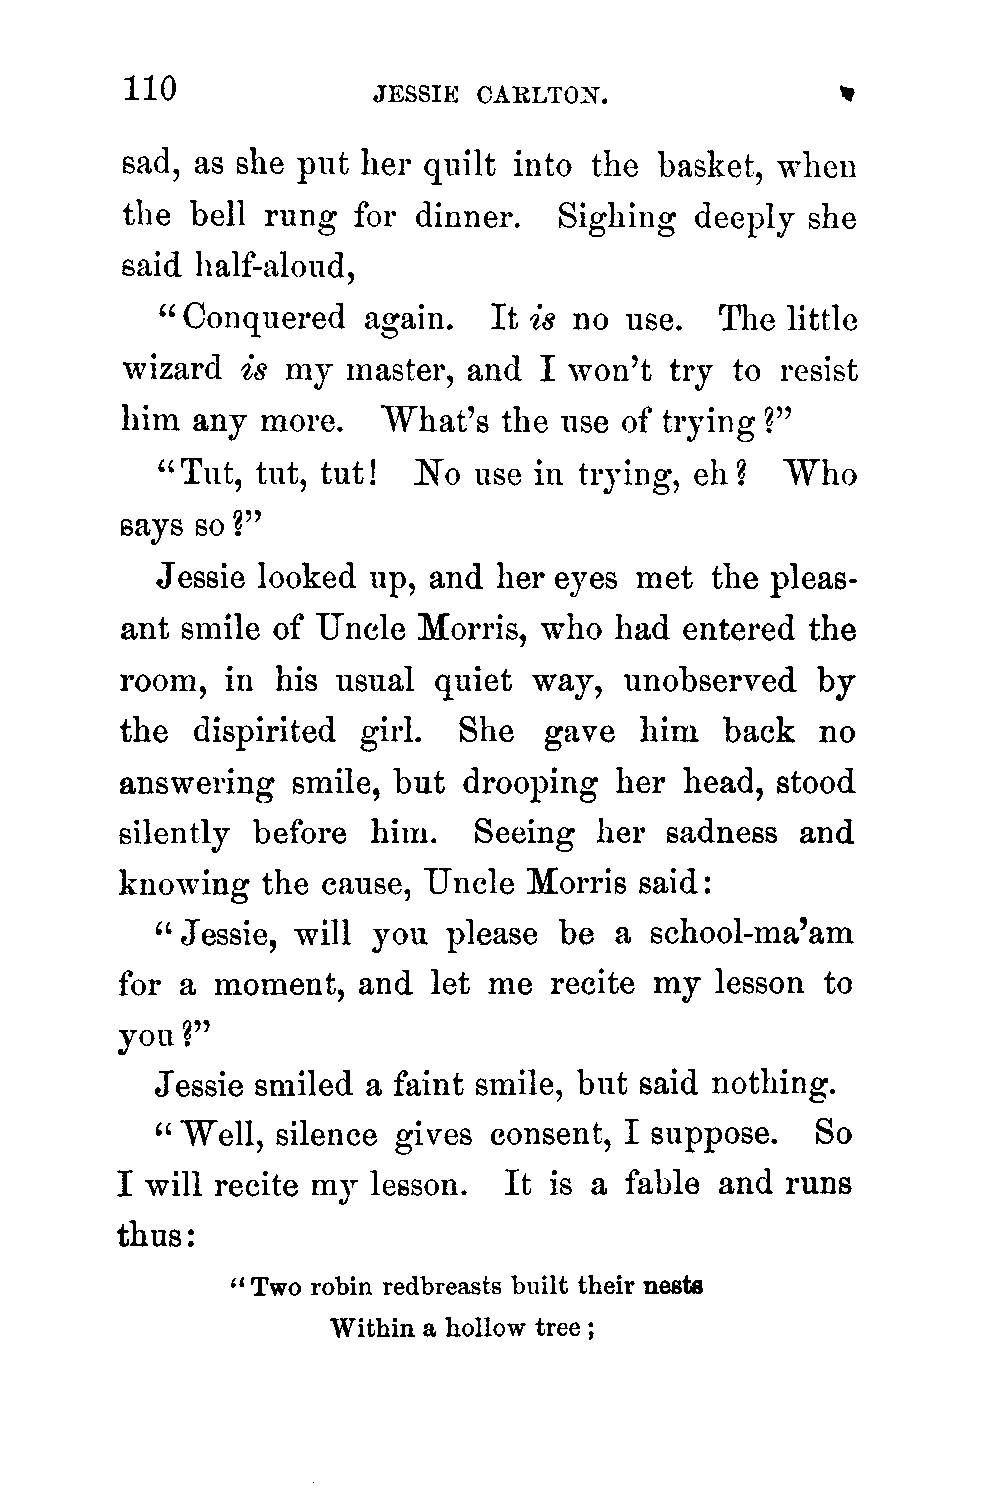 110 JESSIE CARLTON.
sad, as she put her quilt into the basket, when
the bell rung for dinner. Sighing deeply she
said half-aloud,
“Conquered again. It is no use. The little
wizard is my master, and I won’t try to resist
him any more. What’s the use of trying?”
“Tut, tut, tut! No use in trying, eh? Who
says so?”
Jessie looked up, and her eyes met the pleas-
ant smile of Uncle Morris, who had entered the
room, in his usual quiet way, unobserved by
the dispirited girl. She gave him back no
answering smile, but drooping her head, stood
silently before him. Seeing her sadness and
knowing the cause, Uncle Morris said:
“Jessie, will you please be a school-ma’am
for a moment, and let me recite my lesson to
you?”
Jessie smiled a faint smile, but said nothing.
“Well, silence gives consent, I suppose. So
I will recite my lesson. It is a fable and runs
thus:
“Two robin redbreasts built their nests
Within a hollow tree;